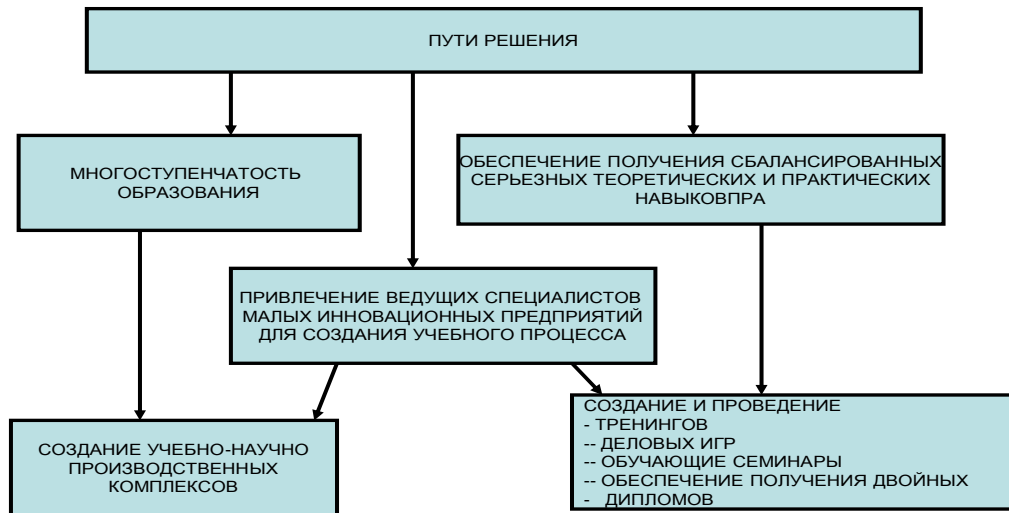 ПУТИ РЕШЕНИЯ
МНОГОСТУПЕНЧАТОСТЬ
ОБРАЗОВАНИЯ
ОБЕСПЕЧЕНИЕ ПОЛУЧЕНИЯ СБАЛАНСИРОВАННЫХ
СЕРЬЕЗНЫХ ТЕОРЕТИЧЕСКИХ И ПРАКТИЧЕСКИХ
НАВЫКОВПРА
ПРИВЛЕЧЕНИЕ ВЕДУЩИХ СПЕЦИАЛИСТОВ
МАЛЫХ ИННОВАЦИОННЫХ ПРЕДПРИЯТИЙ
ДЛЯ СОЗДАНИЯ УЧЕБНОГО ПРОЦЕССА
СОЗДАНИЕ УЧЕБНО-НАУЧНО
ПРОИЗВОДСТВЕННЫХ
КОМПЛЕКСОВ
СОЗДАНИЕ И ПРОВЕДЕНИЕ
- ТРЕНИНГОВ
-- ДЕЛОВЫХ ИГР
-- ОБУЧАЮЩИЕ СЕМИНАРЫ
-- ОБЕСПЕЧЕНИЕ ПОЛУЧЕНИЯ ДВОЙНЫХ
- ДИПЛОМОВ